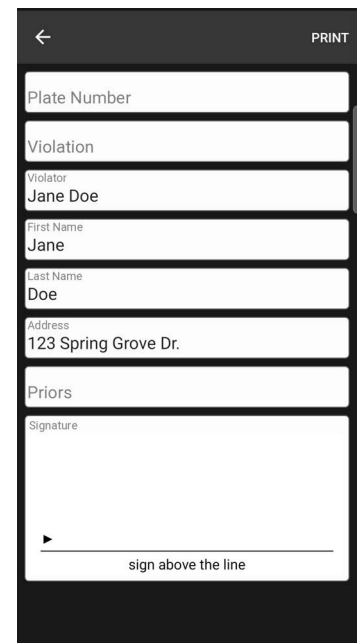 PRINT
Plate Number
Violation
Violator
Jane Doe
First Name
Jane
Last Name
Doe
Address
123 Spring Grove Dr.
Priors
Signature
sign above the line